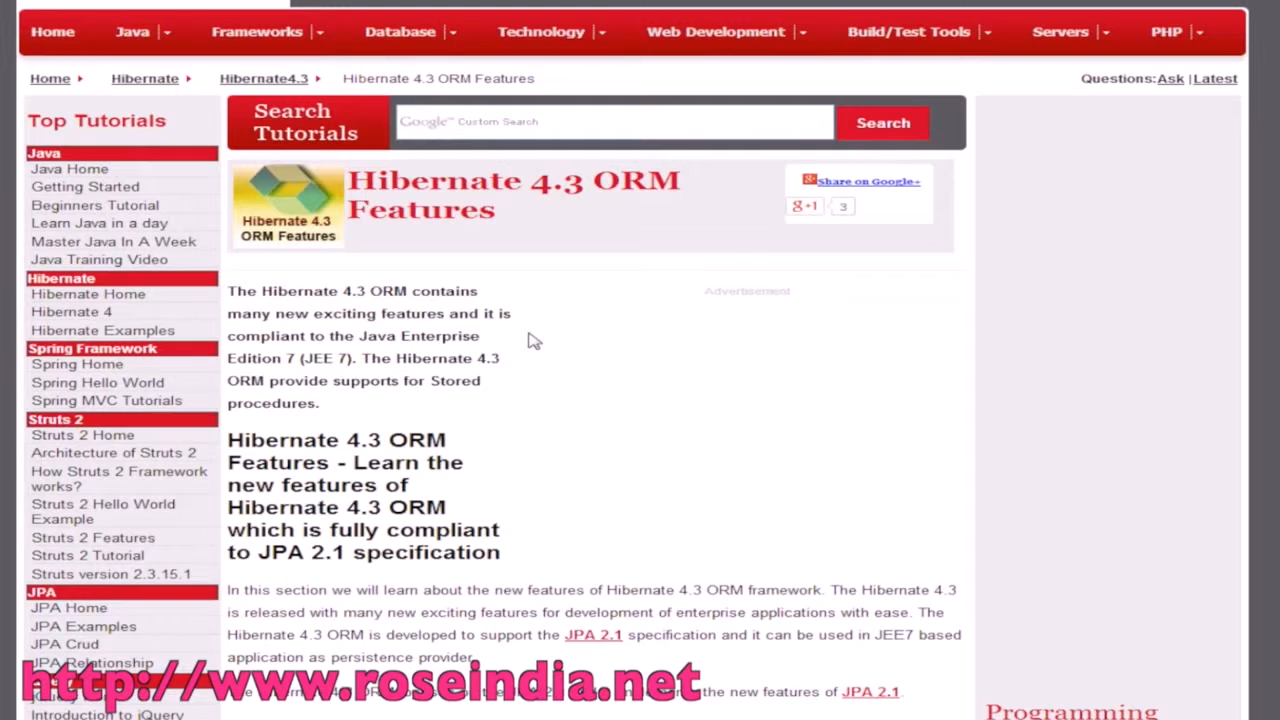 Home Java Frameworks Database Technology Web Development Build/Test Tools Servers PHP
Home Hibernate Hibernate4.3 Hibernate 4.3 ORM Features
Questions:Ask |Latest
Top Tutorials
Java
Java Home
Getting Started
Beginners Tutorial
Learn Java in a day
Master Java In A Week
Java Training Video
Hibernate
Hibernate Home
Hibernate 4
Hibernate Examples
Spring Framework
Spring Home
Spring Hello World
Spring MVC Tutorials
Struts 2
Struts 2 Home
Architecture of Struts 2
How Struts 2 Framework
works?
Struts 2 Hello World
Example
Struts 2 Features
Struts 2 Tutorial
Struts version 2.3.15.1
JPA
JPA Home
JPA Examples
JPA Crud
JPA Relationship
Introduction to jQuery
Search
Tutorials
Google™ Custom Search
Search
Hibernate 4.3
ORM Features
Hibernate 4.3 ORM
Features
Share on Google+
g+1 3
The Hibernate 4.3 ORM contains
many new exciting features and it is
compliant to the Java Enterprise
Edition 7 (JEE 7). The Hibernate 4.3
ORM provide supports for Stored
procedures.
Advertisement
Hibernate 4.3 ORM
Features - Learn the
new features of
Hibernate 4.3 ORM
which is fully compliant
to JPA 2.1 specification
In this section we will learn about the new features of Hibernate 4.3 ORM framework. The Hibernate 4.3
is released with many new exciting features for development of enterprise applications with ease. The
Hibernate 4.3 ORM is developed to support the JPA 2.1 specification and it can be used in JEE7 based
application as persistence provider.
the new features of JPA 2.1.
http://www.roseindia.net
Programming